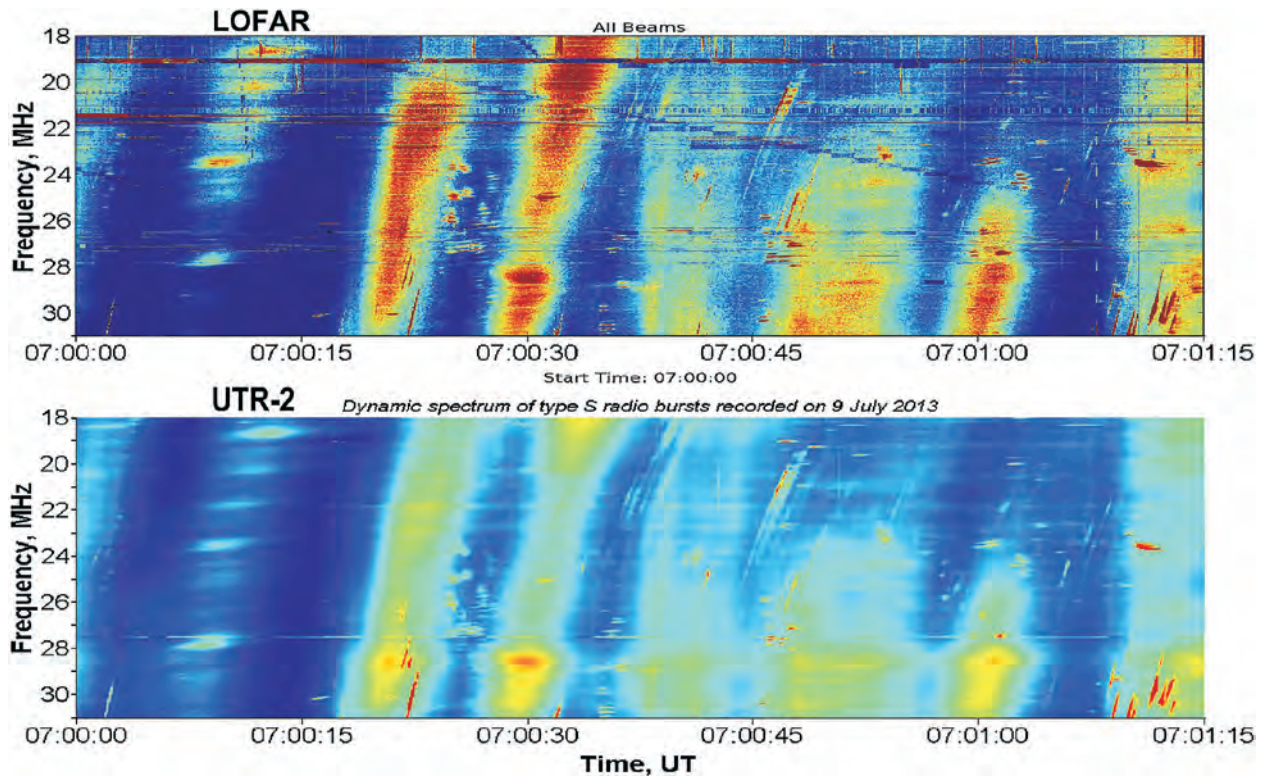 LOFAR
All Beams
Frequency, MHz
18
20
22
24
26
28
30
07:00:00 07:00:15 07:00:30 07:00:45 07:01:00 07:01:15
Start Time: 07:00:00
UTR-2
Dynamic spectrum of type S radio bursts recorded on 9 July 2013
Frequency, MHz
18
20
22
24
26
28
30
07:00:00 07:00:15 07:00:30 07:00:45 07:01:00 07:01:15
Time, UT